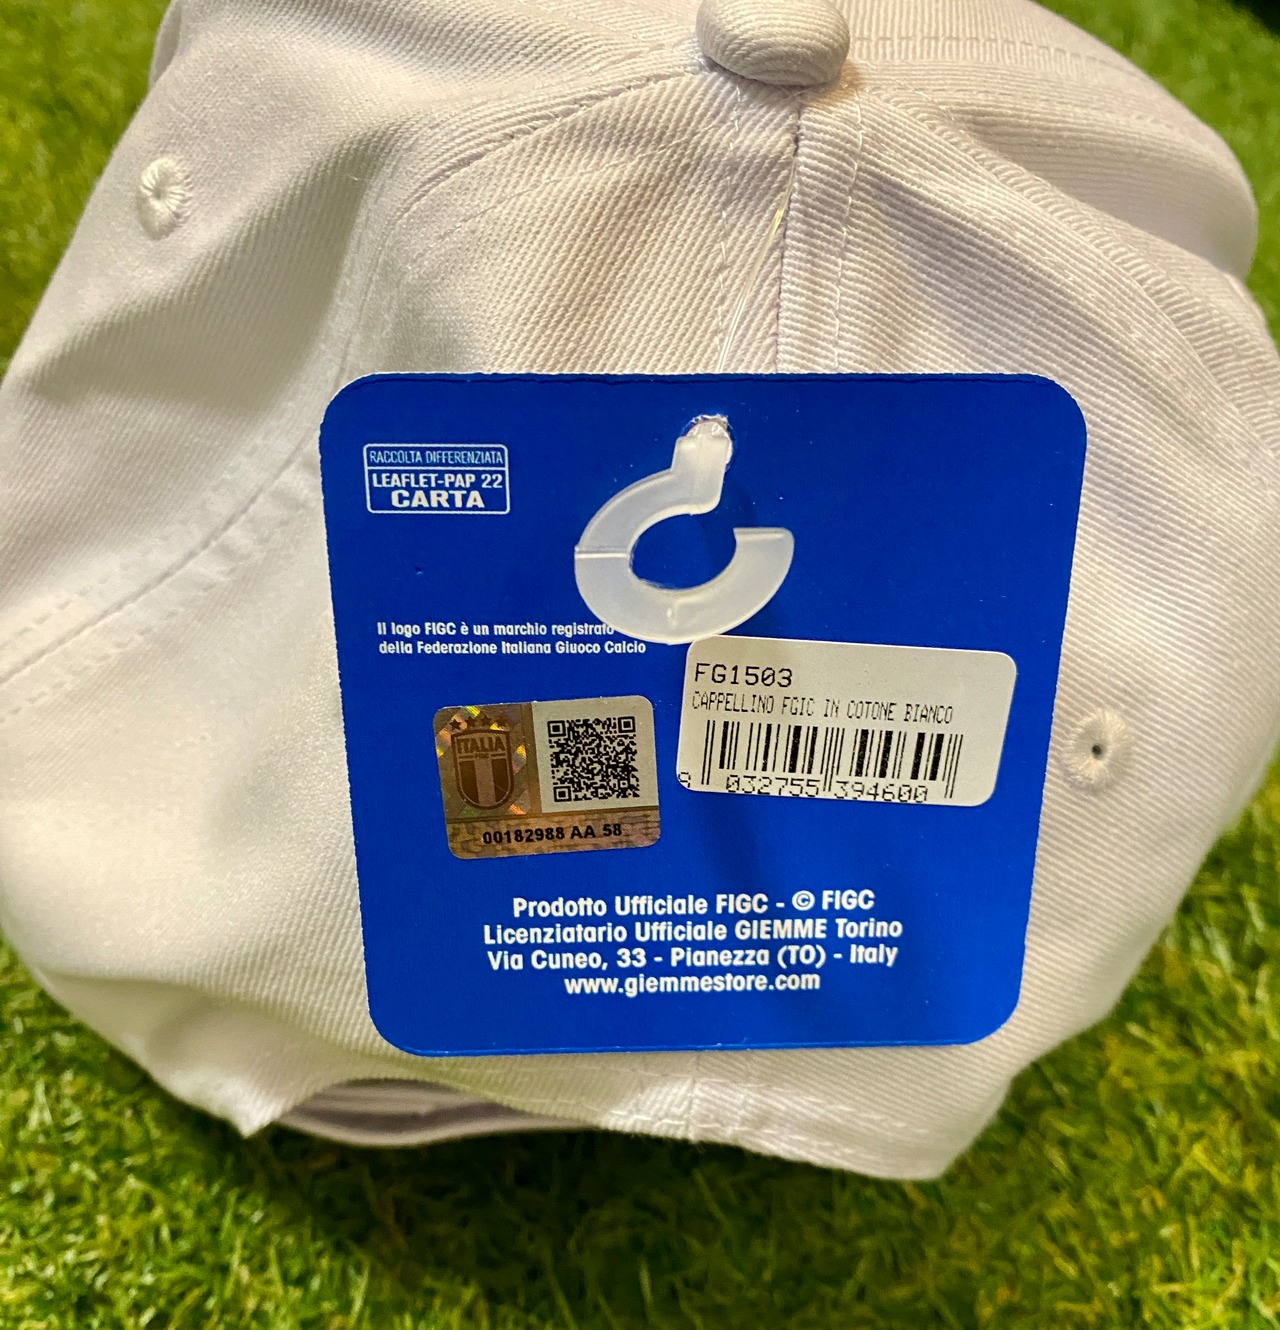 RACCOLTA DIFFERENZIATA
LEAFLET-PAP 22
CARTA
Il logo FIGC è un marchio registrato
della Federazione Italiana Giuoco Calcio
FG1503
CAPPELLINO FGIC IN COTONE BIANCO
9 032755 394600
ITALIA
00182988 AA 58
Prodotto Ufficiale FIGC - © FIGC
Licenziatario Ufficiale GIEMME Torino
Via Cuneo, 33 - Pianezza (TO) - Italy
www.giemmestore.com